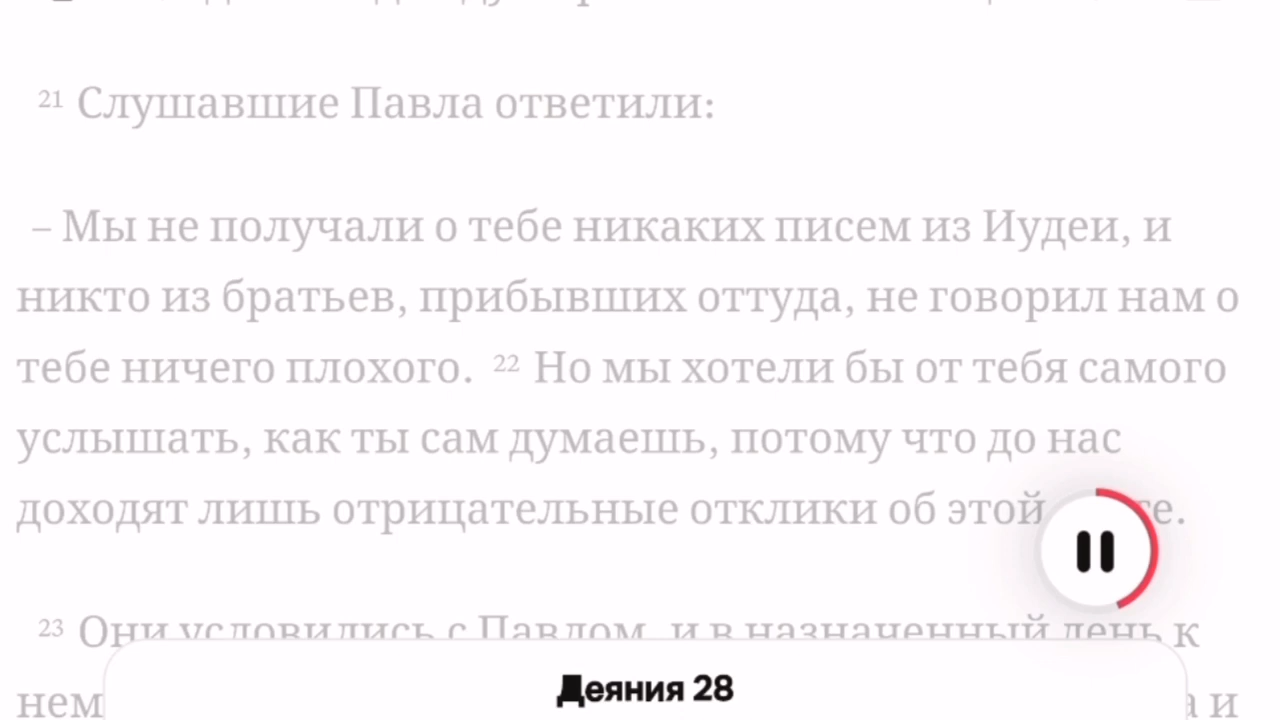 21 Слушавшие Павла ответили:
– Мы не получали о тебе никаких писем из Иудеи, и
никто из братьев, прибывших оттуда, не говорил нам о
тебе ничего плохого. 22 Но мы хотели бы от тебя самого
услышать, как ты сам думаешь, потому что до нас
доходят лишь отрицательные отклики об этой
23 Они условились с Павлом, и в назначенный день к
нем и
Деяния 28